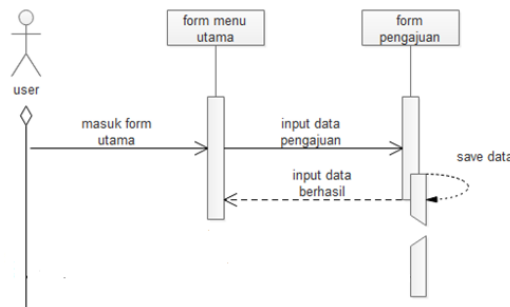 form menu
utama
form
pengajuan
user
masuk form
utama
input data
pengajuan
save data
input data
berhasil